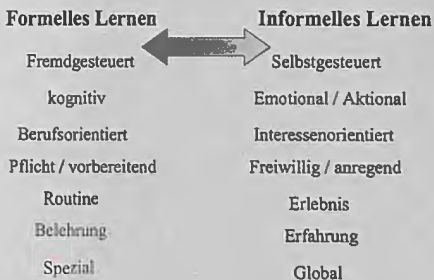 Formelles Lernen Informelles Lernen
Fremdgesteuert Selbstgesteuert
kognitiv Emotional / Aktional
Berufsorientiert Interessenorientiert
Pflicht / vorbereitend Freiwillig / anregend
Routine Erlebnis
Belehrung Erfahrung
Spezial Global